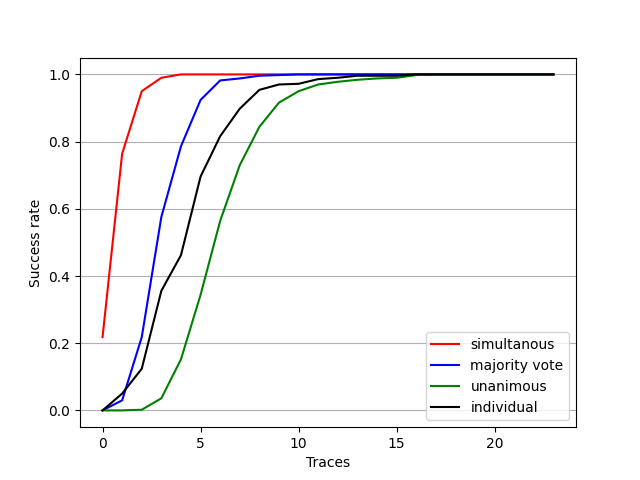 1.0
0.8
0.6
0.4
0.2
0.0
Success rate
0
5
10
15
20
Traces
simultanous
majority vote
unanimous
individual